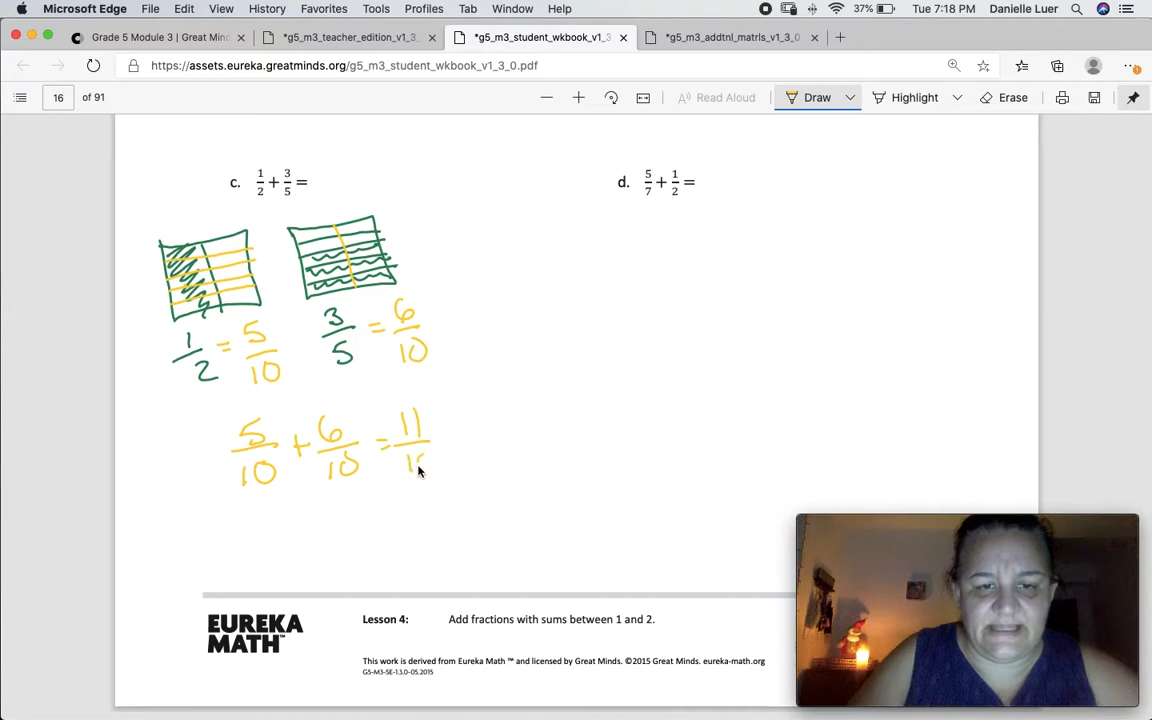 Microsoft Edge File Edit View History Favorites Tools Profiles Tab Window Help 37% Tue 7:18 PM Danielle Luer
Grade 5 Module 3 | Great Minc *g5_m3_teacher_edition_v1_3_ *g5_m3_student_wkbook_v1_3_ *g5_m3_addtnl_matrls_v1_3_0
https://assets.eureka.greatminds.org/g5_m3_student_wkbook_v1_3_0.pdf
16 of 91 Read Aloud Draw Highlight Erase
c. 1/2 + 3/5 =
d. 5/7 + 1/2 =
1/2 = 5/10
3/5 = 6/10
5/10 + 6/10 = 11/1
EUREKA MATH™
Lesson 4: Add fractions with sums between 1 and 2.
This work is derived from Eureka Math ™ and licensed by Great Minds. ©2015 Great Minds. eureka-math.org
G5-M3-SE-1.3.0-05.2015